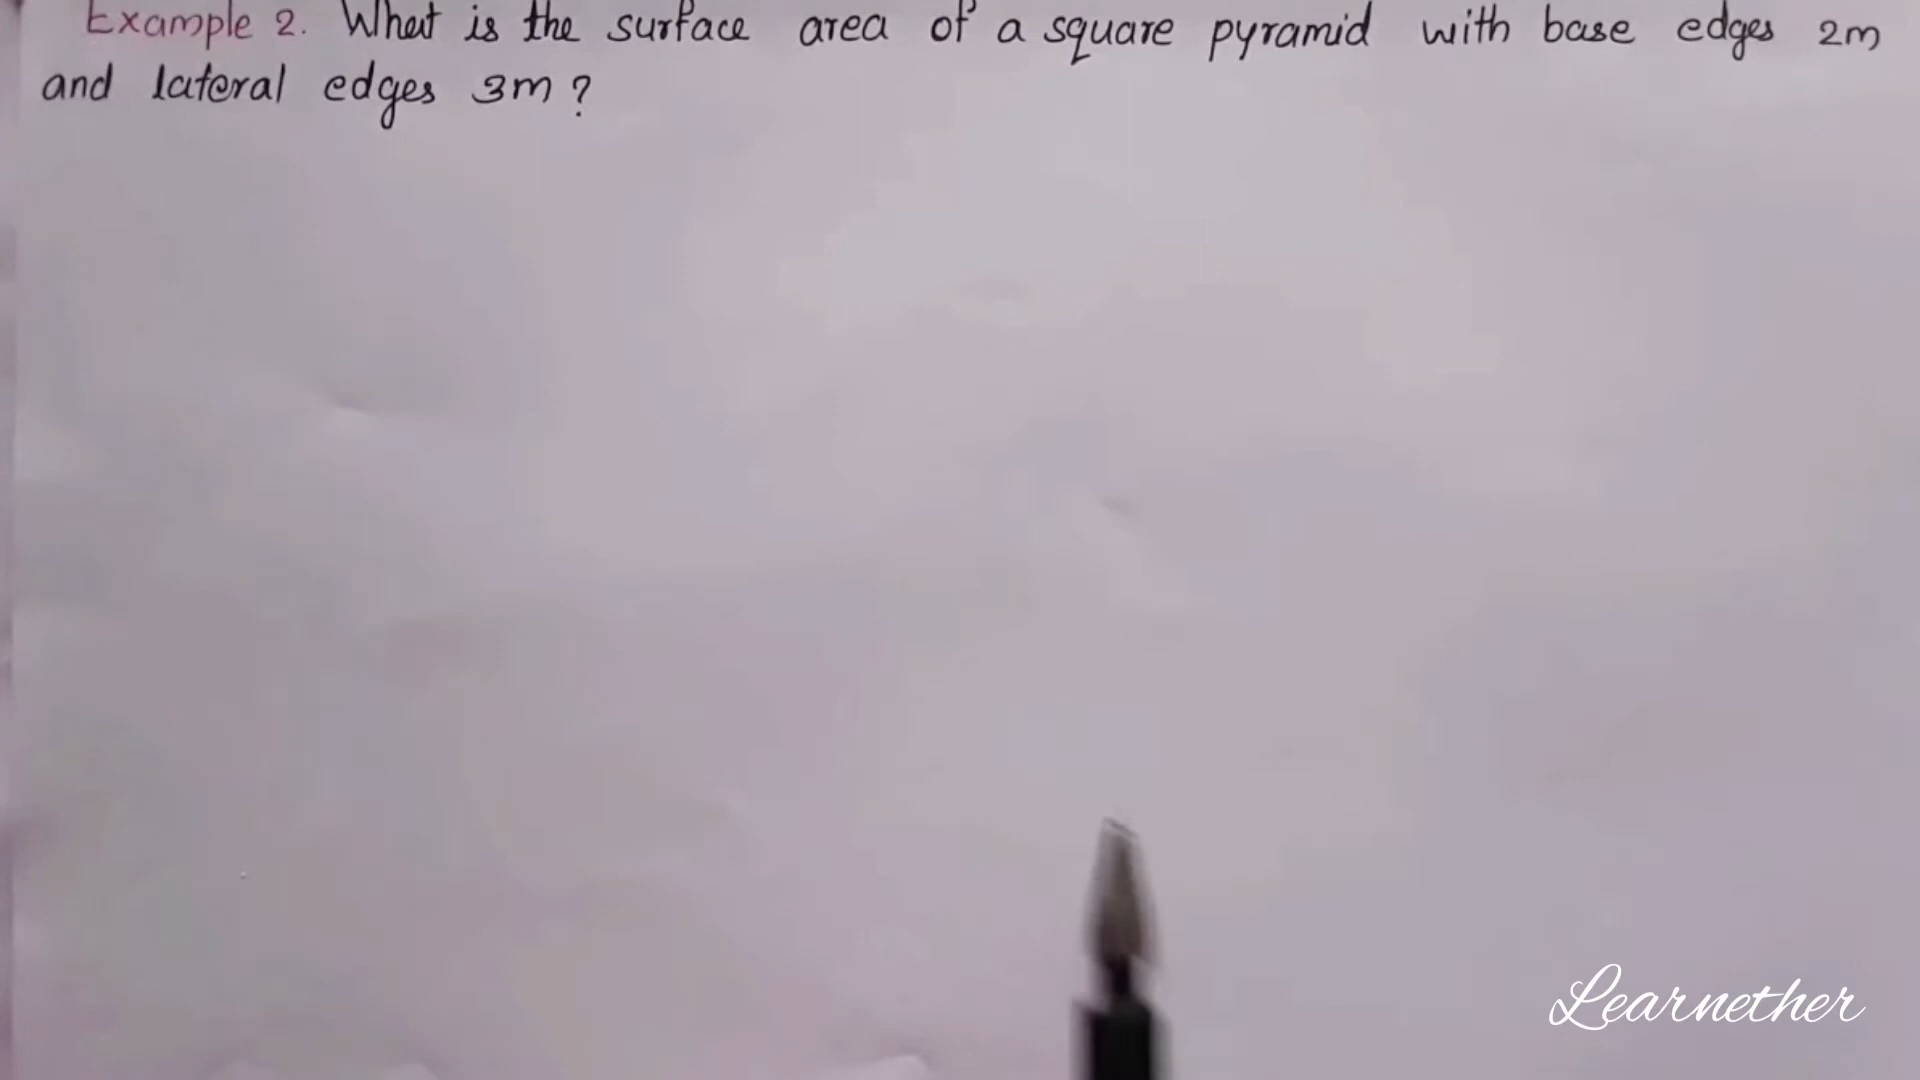 Example 2. What is the surface area of a square pyramid with base edges 2m
and lateral edges 3m?
Learnether